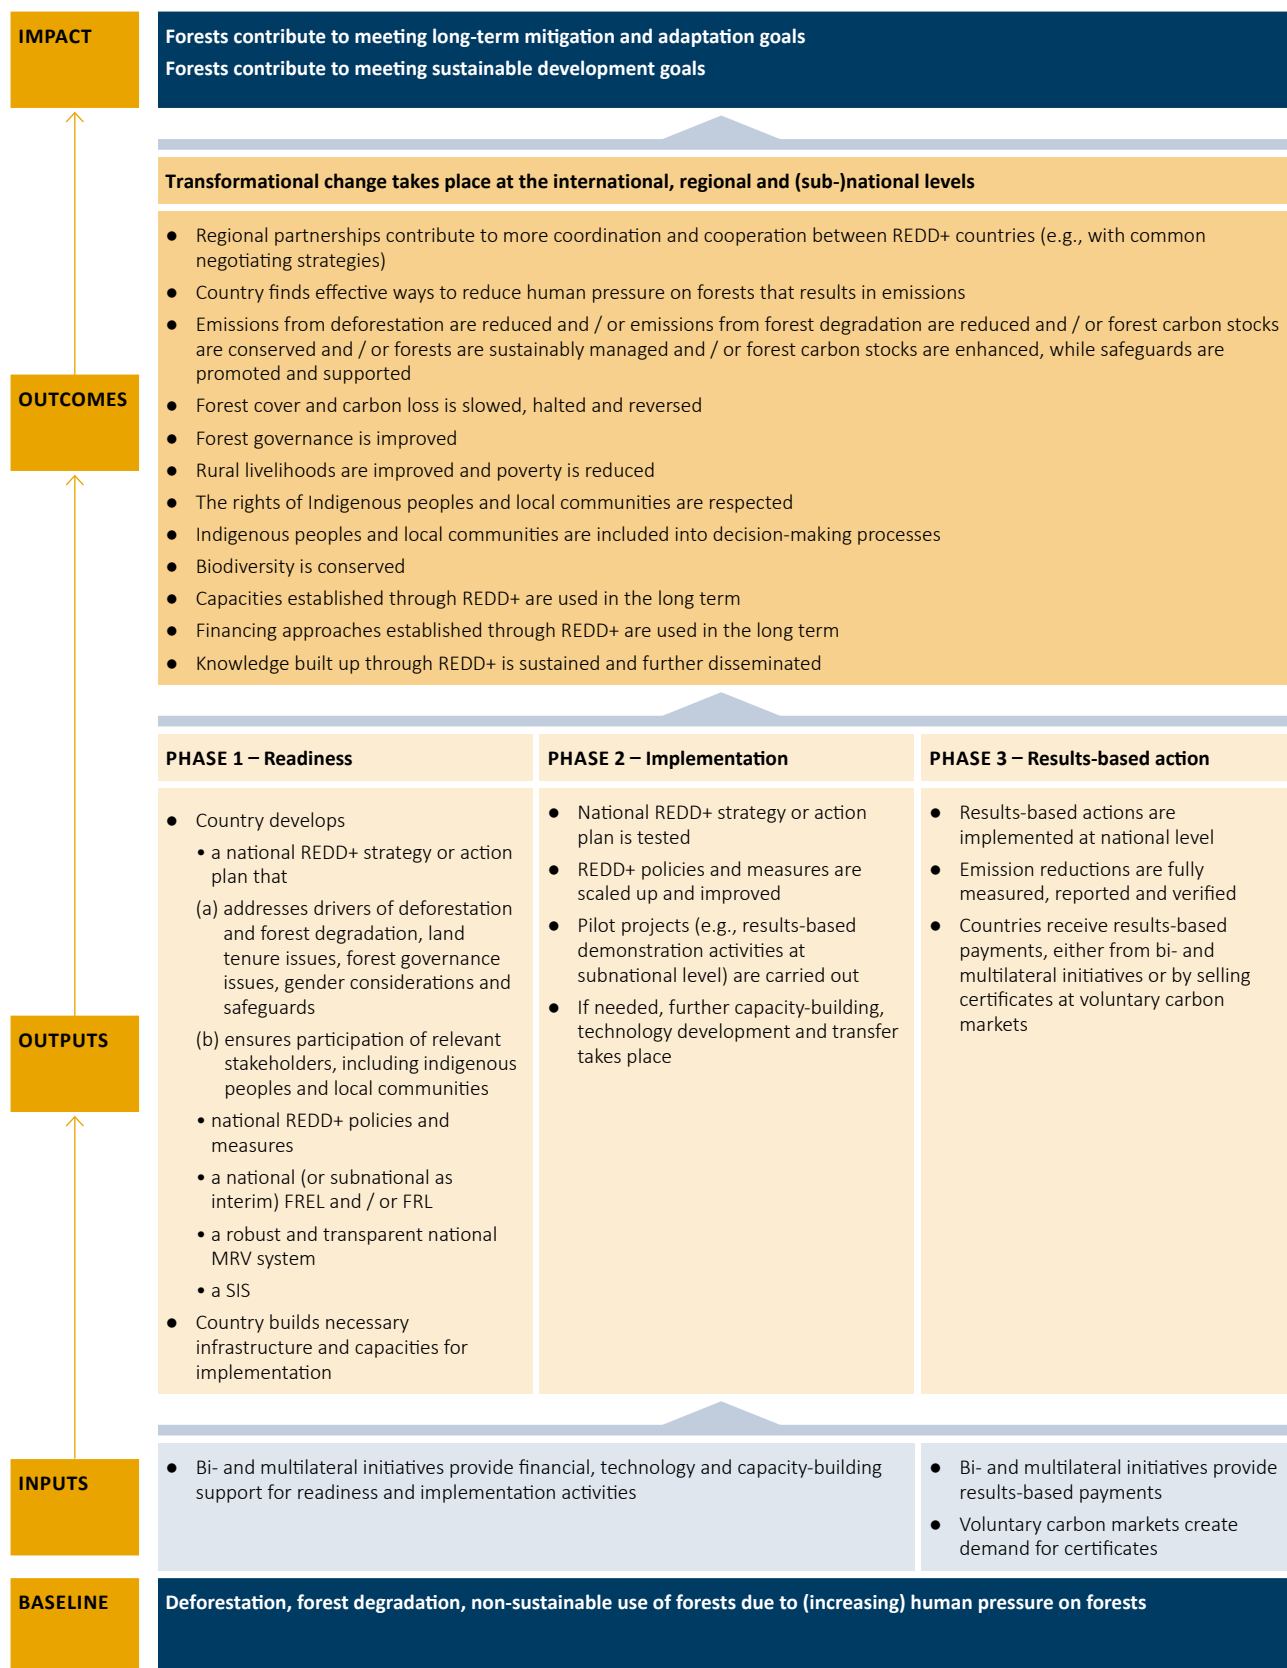 IMPACT
Forests contribute to meeting long-term mitigation and adaptation goals
Forests contribute to meeting sustainable development goals
Transformational change takes place at the international, regional and (sub-)national levels
OUTCOMES
● Regional partnerships contribute to more coordination and cooperation between REDD+ countries (e.g., with common
negotiating strategies)
● Country finds effective ways to reduce human pressure on forests that results in emissions
● Emissions from deforestation are reduced and / or emissions from forest degradation are reduced and / or forest carbon stocks
are conserved and / or forests are sustainably managed and / or forest carbon stocks are enhanced, while safeguards are
promoted and supported
● Forest cover and carbon loss is slowed, halted and reversed
● Forest governance is improved
● Rural livelihoods are improved and poverty is reduced
● The rights of Indigenous peoples and local communities are respected
● Indigenous peoples and local communities are included into decision-making processes
● Biodiversity is conserved
● Capacities established through REDD+ are used in the long term
● Financing approaches established through REDD+ are used in the long term
● Knowledge built up through REDD+ is sustained and further disseminated
OUTPUTS
PHASE 1 – Readiness
● Country develops
• a national REDD+ strategy or action
plan that
(a) addresses drivers of deforestation
and forest degradation, land
tenure issues, forest governance
issues, gender considerations and
safeguards
(b) ensures participation of relevant
stakeholders, including indigenous
peoples and local communities
• national REDD+ policies and
measures
• a national (or subnational as
interim) FREL and / or FRL
• a robust and transparent national
MRV system
• a SIS
● Country builds necessary
infrastructure and capacities for
implementation
PHASE 2 – Implementation
● National REDD+ strategy or action
plan is tested
● REDD+ policies and measures are
scaled up and improved
● Pilot projects (e.g., results-based
demonstration activities at
subnational level) are carried out
● If needed, further capacity-building,
technology development and transfer
takes place
PHASE 3 – Results-based action
● Results-based actions are
implemented at national level
● Emission reductions are fully
measured, reported and verified
● Countries receive results-based
payments, either from bi- and
multilateral initiatives or by selling
certificates at voluntary carbon
markets
INPUTS
● Bi- and multilateral initiatives provide financial, technology and capacity-building
support for readiness and implementation activities
● Bi- and multilateral initiatives provide
results-based payments
● Voluntary carbon markets create
demand for certificates
BASELINE
Deforestation, forest degradation, non-sustainable use of forests due to (increasing) human pressure on forests